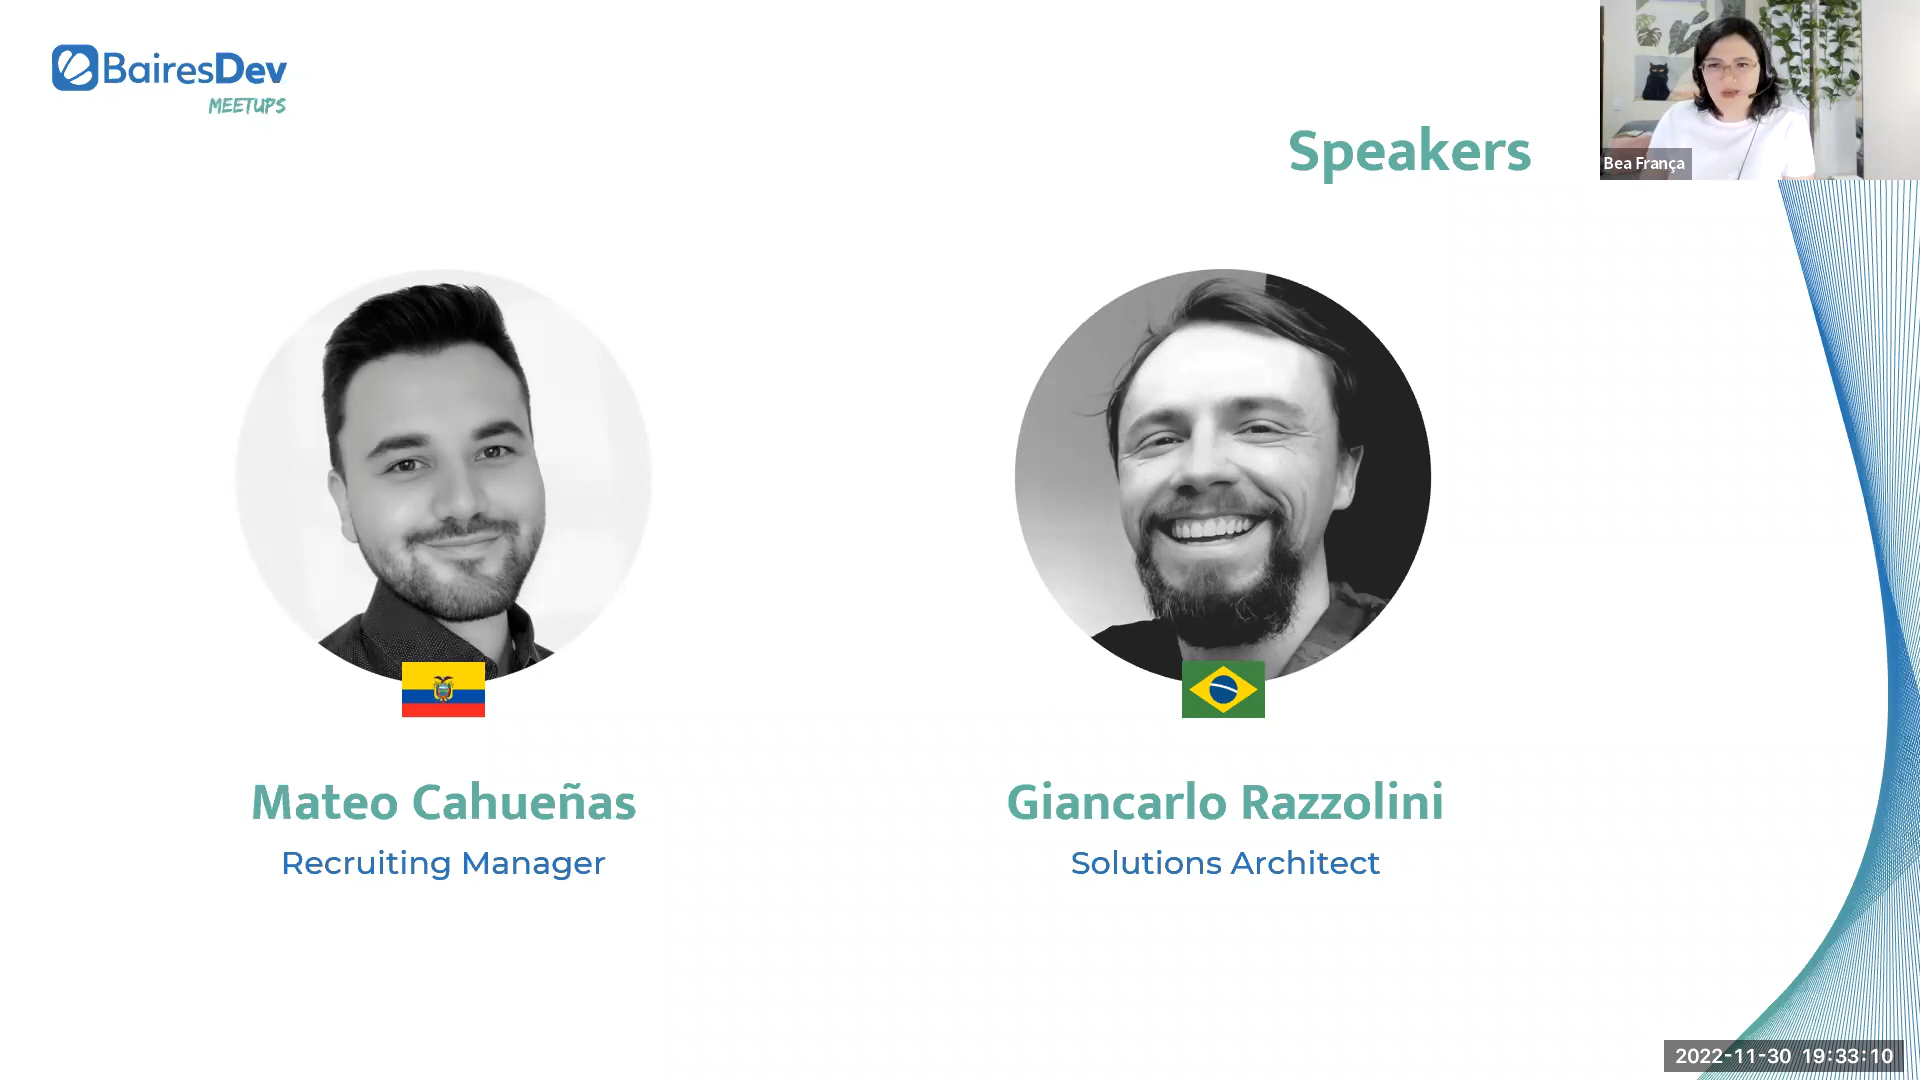 BairesDev
MEETUPS
Speakers
Bea França
Mateo Cahueñas
Recruiting Manager
Giancarlo Razzolini
Solutions Architect
2022-11-30 19:33:10